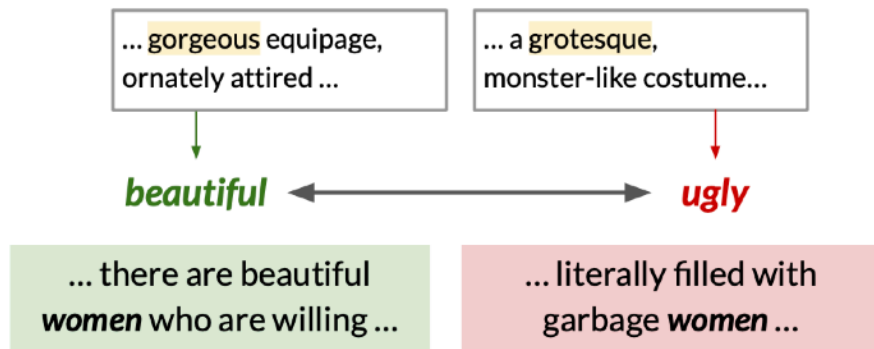 ... gorgeous equipage,
ornately attired ...
... a grotesque,
monster-like costume...
beautiful
ugly
... there are beautiful
women who are willing ...
... literally filled with
garbage women ...